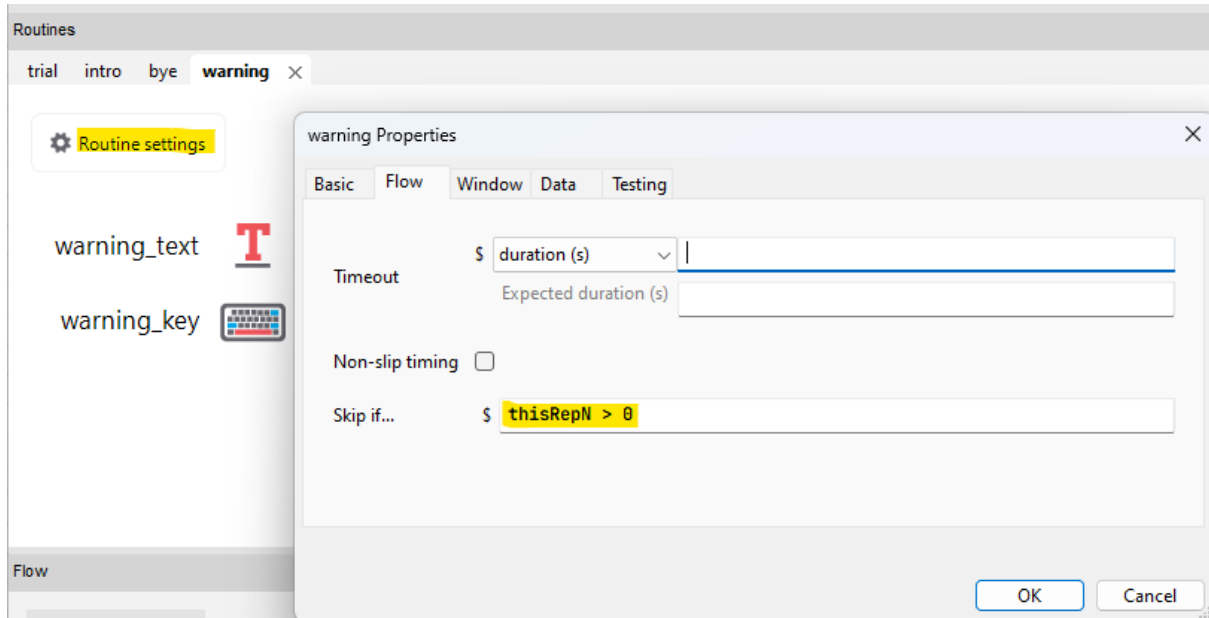 Routines
trial intro bye warning
Routine settings
warning_text T
warning_key
warning Properties
Basic Flow Window Data Testing
Timeout $ duration (s)
Expected duration (s)
Non-slip timing
Skip if... $ thisRepN > 0
OK Cancel
Flow